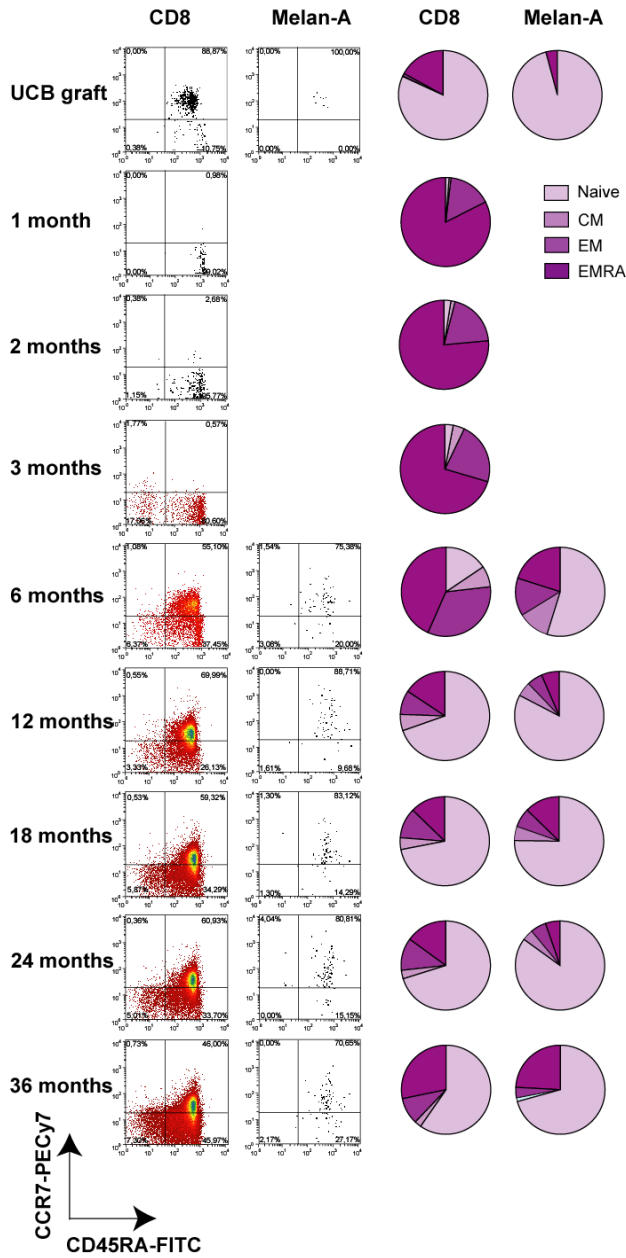 CD8 Melan-A CD8 Melan-A
0,00% 88,87% 0,00% 100,00%
UCB graft
0,38% 10,75% 0,00% 0,00%
0,00% 0,98%
1 month
0,00% 99,02%
Naive
CM
EM
EMRA
0,38% 2,68%
2 months
1,15% 95,77%
1,77% 0,57%
3 months
17,06% 80,60%
1,08% 55,10% 1,54% 75,38%
6 months
6,37% 37,45% 3,08% 20,00%
0,55% 69,99% 0,00% 88,71%
12 months
3,33% 26,13% 1,61% 9,68%
0,53% 59,32% 1,30% 83,12%
18 months
5,87% 34,29% 1,30% 14,29%
0,36% 60,93% 4,04% 80,81%
24 months
5,01% 33,70% 0,00% 15,15%
0,73% 46,00% 0,00% 70,65%
36 months
7,30% 45,97% 2,17% 27,17%
CCR7-PECy7
CD45RA-FITC